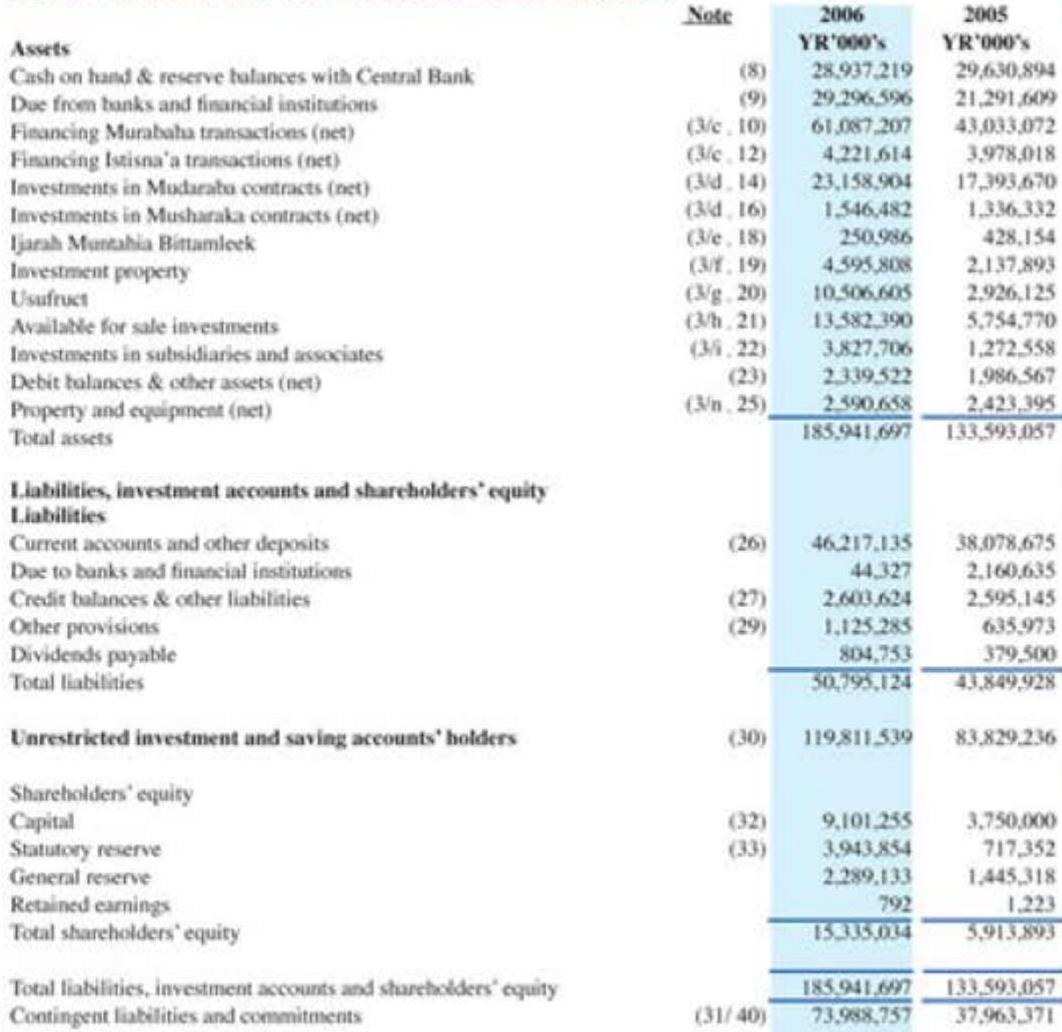 Note 2006 2005
Assets YR'000's YR'000's
Cash on hand & reserve balances with Central Bank (8) 28,937,219 29,630,894
Due from banks and financial institutions (9) 29,296,596 21,291,609
Financing Murabaha transactions (net) (3/c , 10) 61,087,207 43,033,072
Financing Istisna'a transactions (net) (3/c , 12) 4,221,614 3,978,018
Investments in Mudaraba contracts (net) (3/d , 14) 23,158,904 17,393,670
Investments in Musharaka contracts (net) (3/d , 16) 1,546,482 1,336,332
Ijarah Muntahia Bittamleek (3/e , 18) 250,986 428,154
Investment property (3/f , 19) 4,595,808 2,137,893
Usufruct (3/g , 20) 10,506,605 2,926,125
Available for sale investments (3/h , 21) 13,582,390 5,754,770
Investments in subsidiaries and associates (3/i , 22) 3,827,706 1,272,558
Debit balances & other assets (net) (23) 2,339,522 1,986,567
Property and equipment (net) (3/n , 25) 2,590,658 2,423,395
Total assets 185,941,697 133,593,057
Liabilities, investment accounts and shareholders' equity
Liabilities
Current accounts and other deposits (26) 46,217,135 38,078,675
Due to banks and financial institutions 44,327 2,160,635
Credit balances & other liabilities (27) 2,603,624 2,595,145
Other provisions (29) 1,125,285 635,973
Dividends payable 804,753 379,500
Total liabilities 50,795,124 43,849,928
Unrestricted investment and saving accounts' holders (30) 119,811,539 83,829,236
Shareholders' equity
Capital (32) 9,101,255 3,750,000
Statutory reserve (33) 3,943,854 717,352
General reserve 2,289,133 1,445,318
Retained earnings 792 1,223
Total shareholders' equity 15,335,034 5,913,893
Total liabilities, investment accounts and shareholders' equity 185,941,697 133,593,057
Contingent liabilities and commitments (31/ 40) 73,988,757 37,963,371